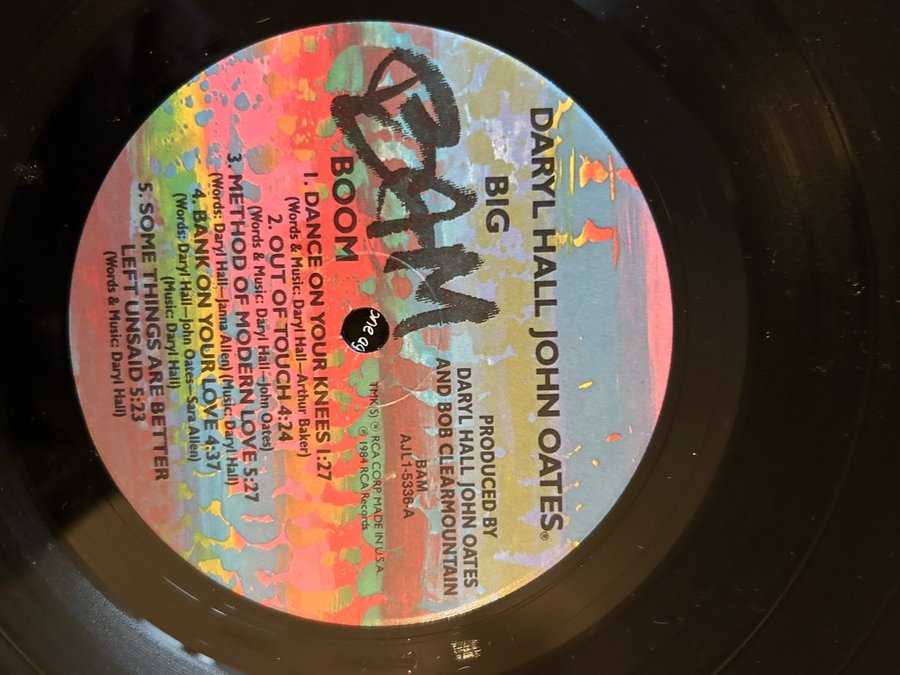 DARYL HALL JOHN OATES®
BIG
BAM
BOOM
PRODUCED BY
DARYL HALL JOHN OATES
AND BOB CLEARMOUNTAIN
BAM
AJL1-5336-A
TMK(S) ® RCA CORP MADE IN U.S.A
℗ 1984 RCA Records
1. DANCE ON YOUR KNEES 1:27
(Words & Music: Daryl Hall—Arthur Baker)
2. OUT OF TOUCH 4:24
(Words & Music: Daryl Hall—John Oates)
3. METHOD OF MODERN LOVE 5:27
(Words: Daryl Hall—Janna Allen) (Music: Daryl Hall)
4. BANK ON YOUR LOVE 4:37
(Words: Daryl Hall—John Oates—Sara Allen)
(Music: Daryl Hall)
5. SOME THINGS ARE BETTER
LEFT UNSAID 5:23
(Words & Music: Daryl Hall)